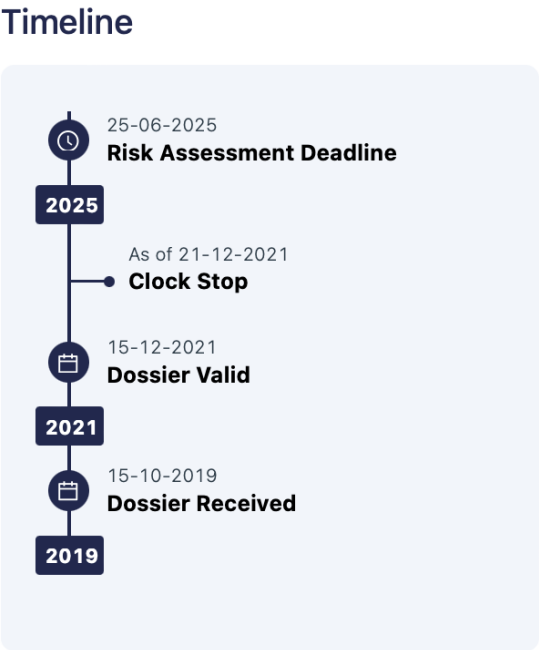 Timeline
25-06-2025
Risk Assessment Deadline
2025
As of 21-12-2021
Clock Stop
15-12-2021
Dossier Valid
2021
15-10-2019
Dossier Received
2019